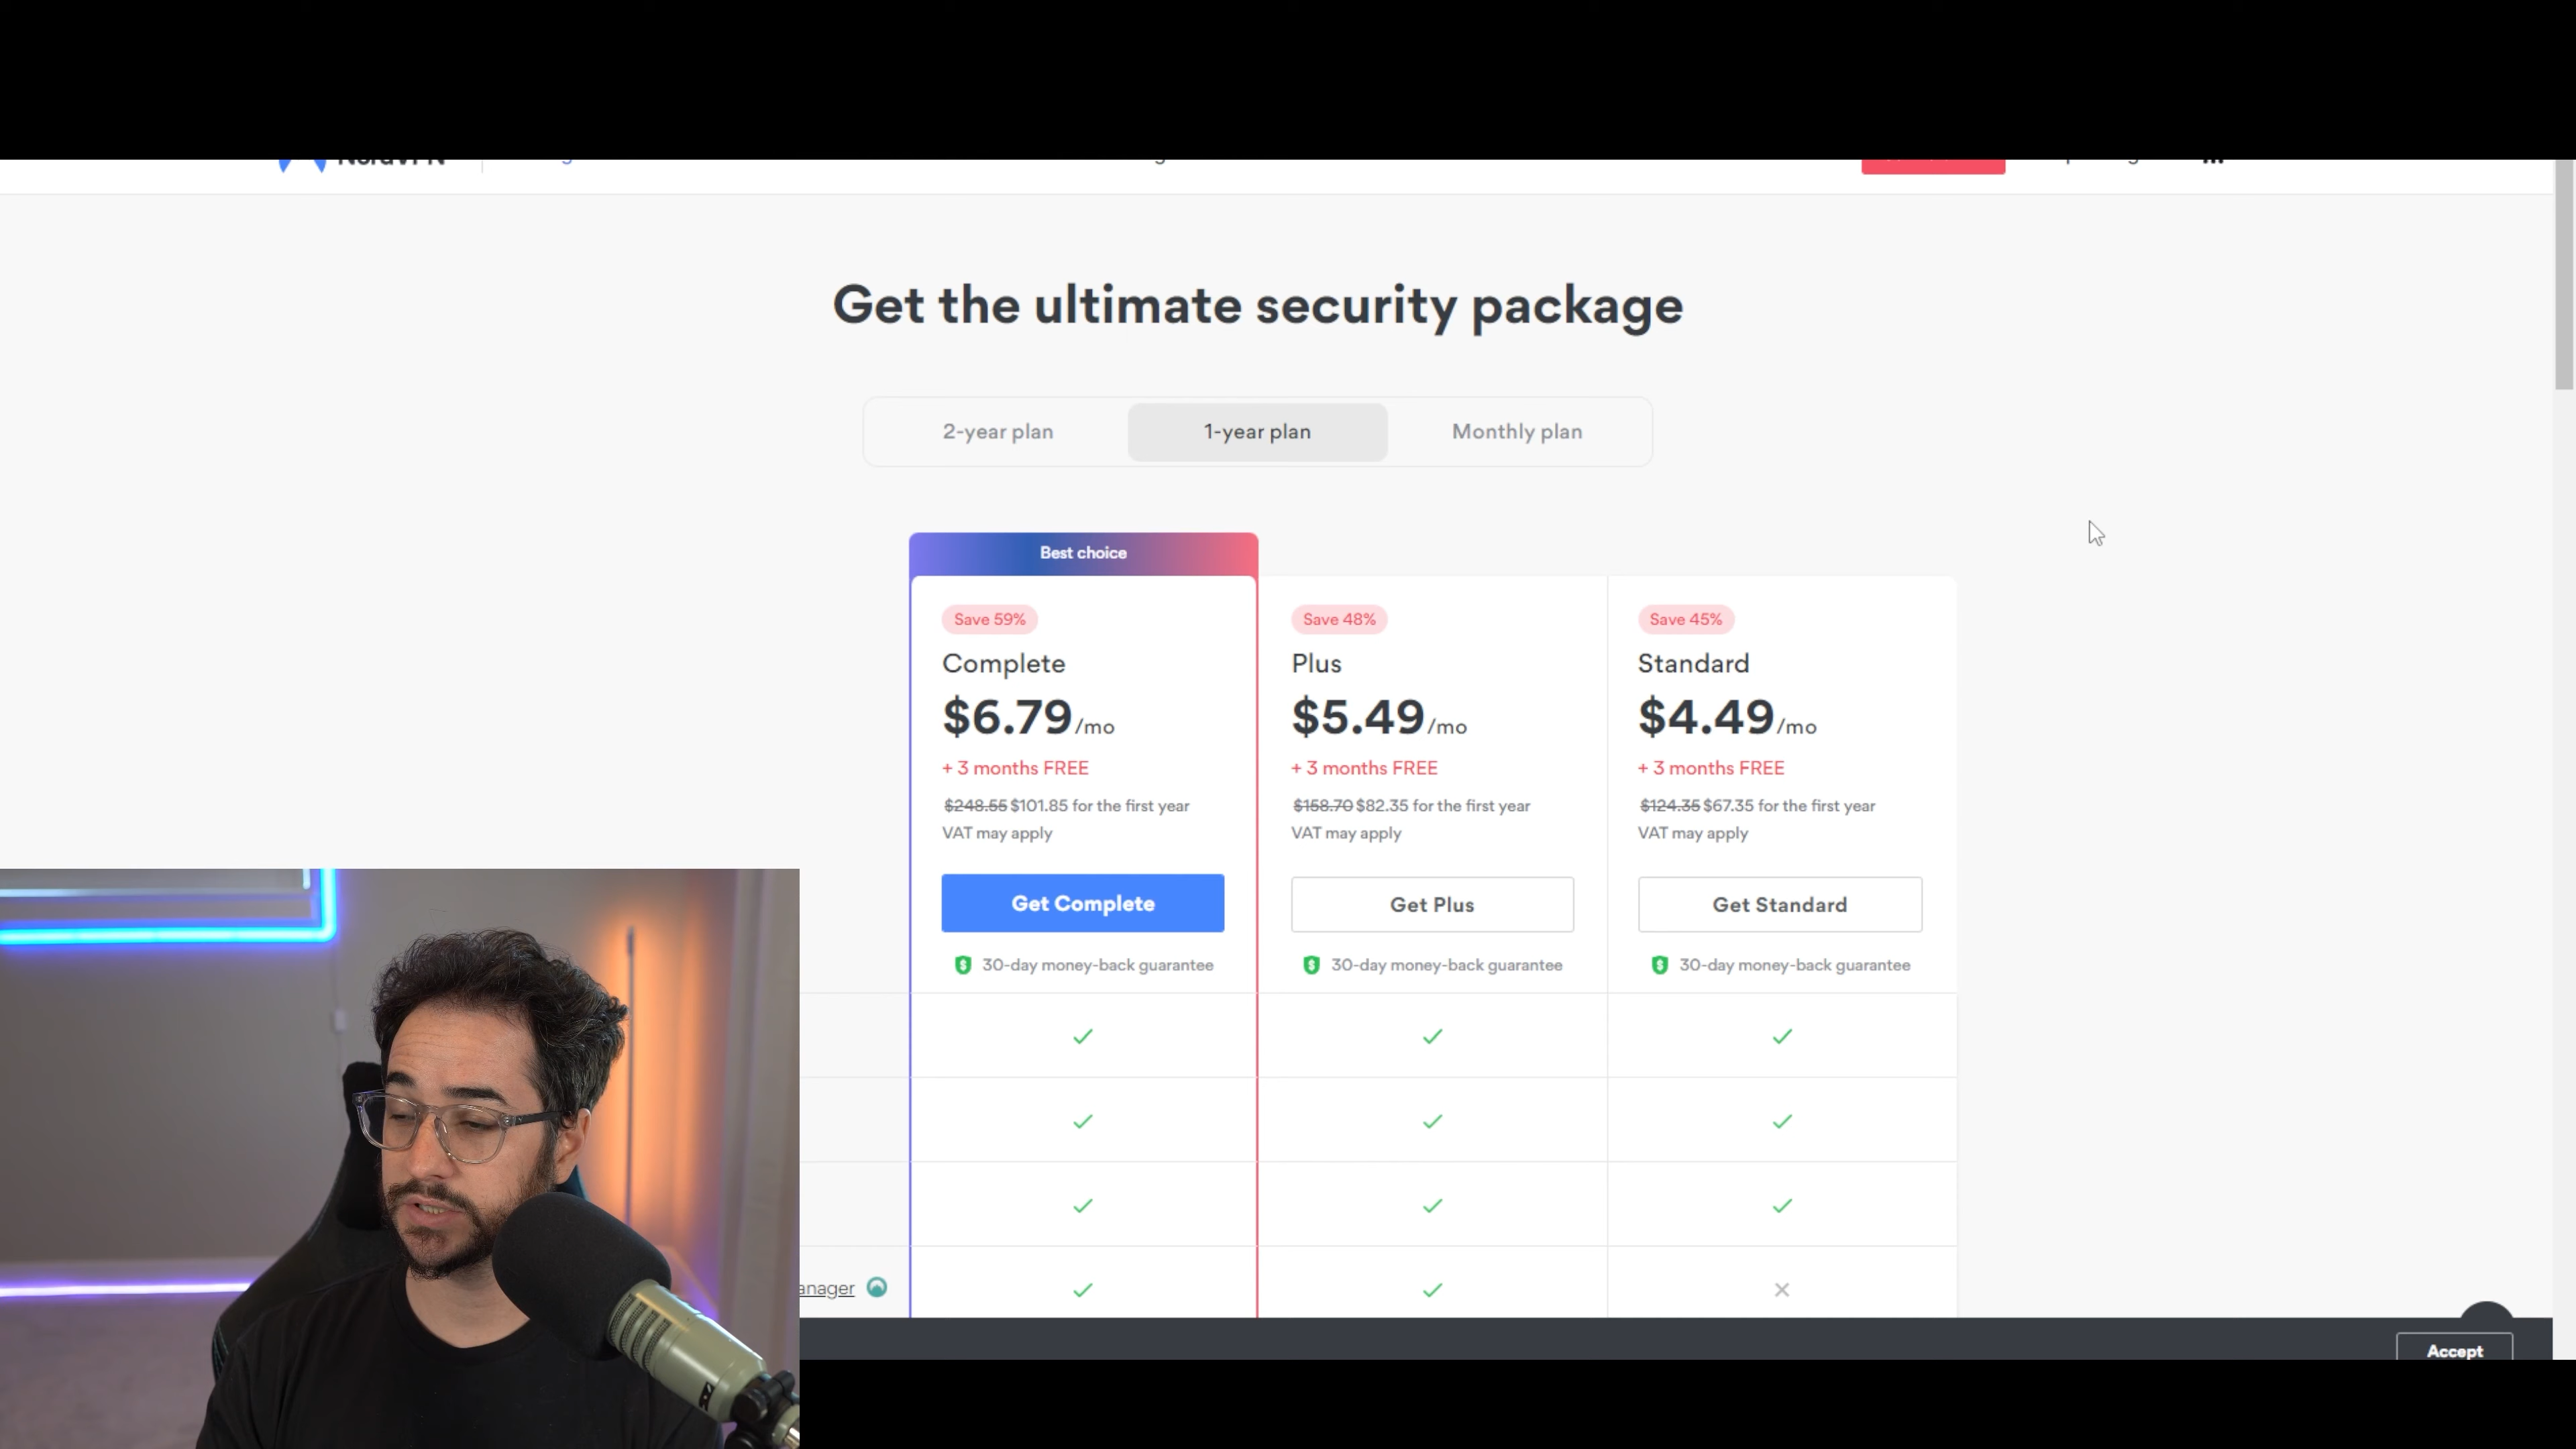 Get the ultimate security package
2-year plan 1-year plan Monthly plan
Best choice
Save 59%
Complete
$6.79/mo
+ 3 months FREE
$248.55 $101.85 for the first year
VAT may apply
Get Complete
30-day money-back guarantee
Save 48%
Plus
$5.49/mo
+ 3 months FREE
$158.70 $82.35 for the first year
VAT may apply
Get Plus
30-day money-back guarantee
Save 45%
Standard
$4.49/mo
+ 3 months FREE
$124.35 $67.35 for the first year
VAT may apply
Get Standard
30-day money-back guarantee
anager
Accept